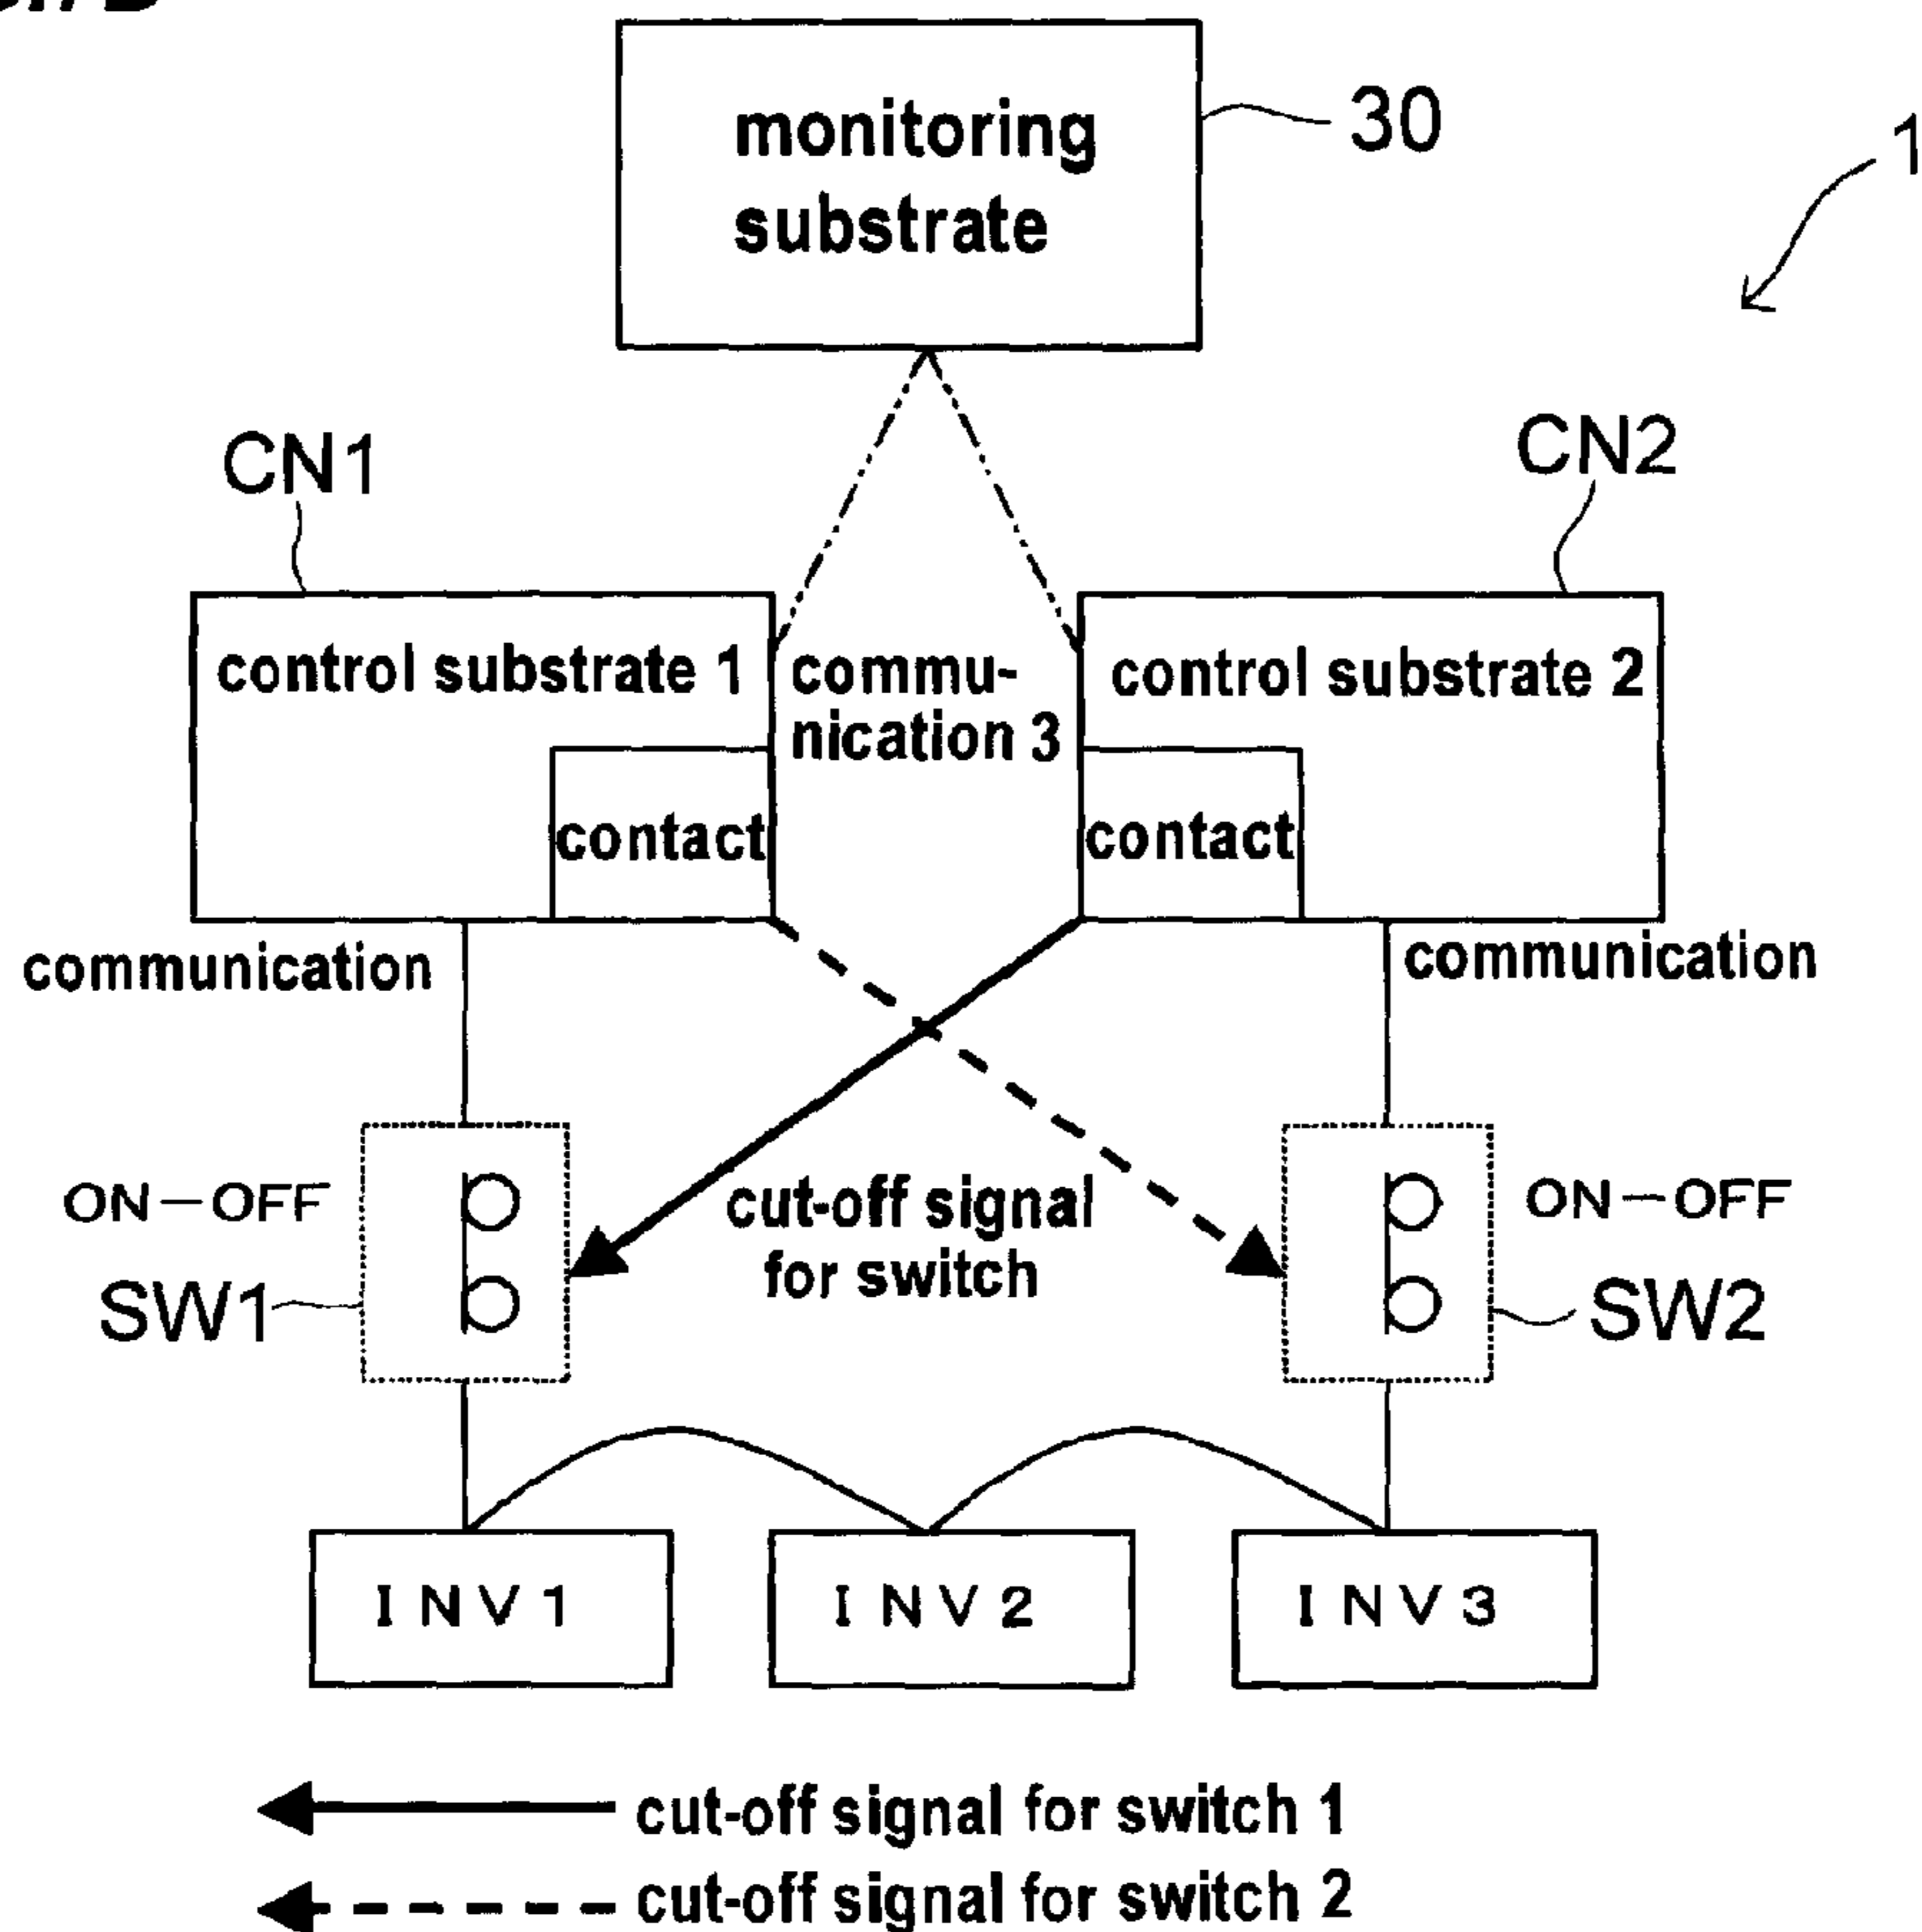 monitoring
substrate
30
1
CN1
CN2
control substrate 1
commu-
nication 3
control substrate 2
contact
contact
communication
communication
ON—OFF
cut-off signal
for switch
ON—OFF
SW1
SW2
INV1
INV2
INV3
cut-off signal for switch 1
cut-off signal for switch 2